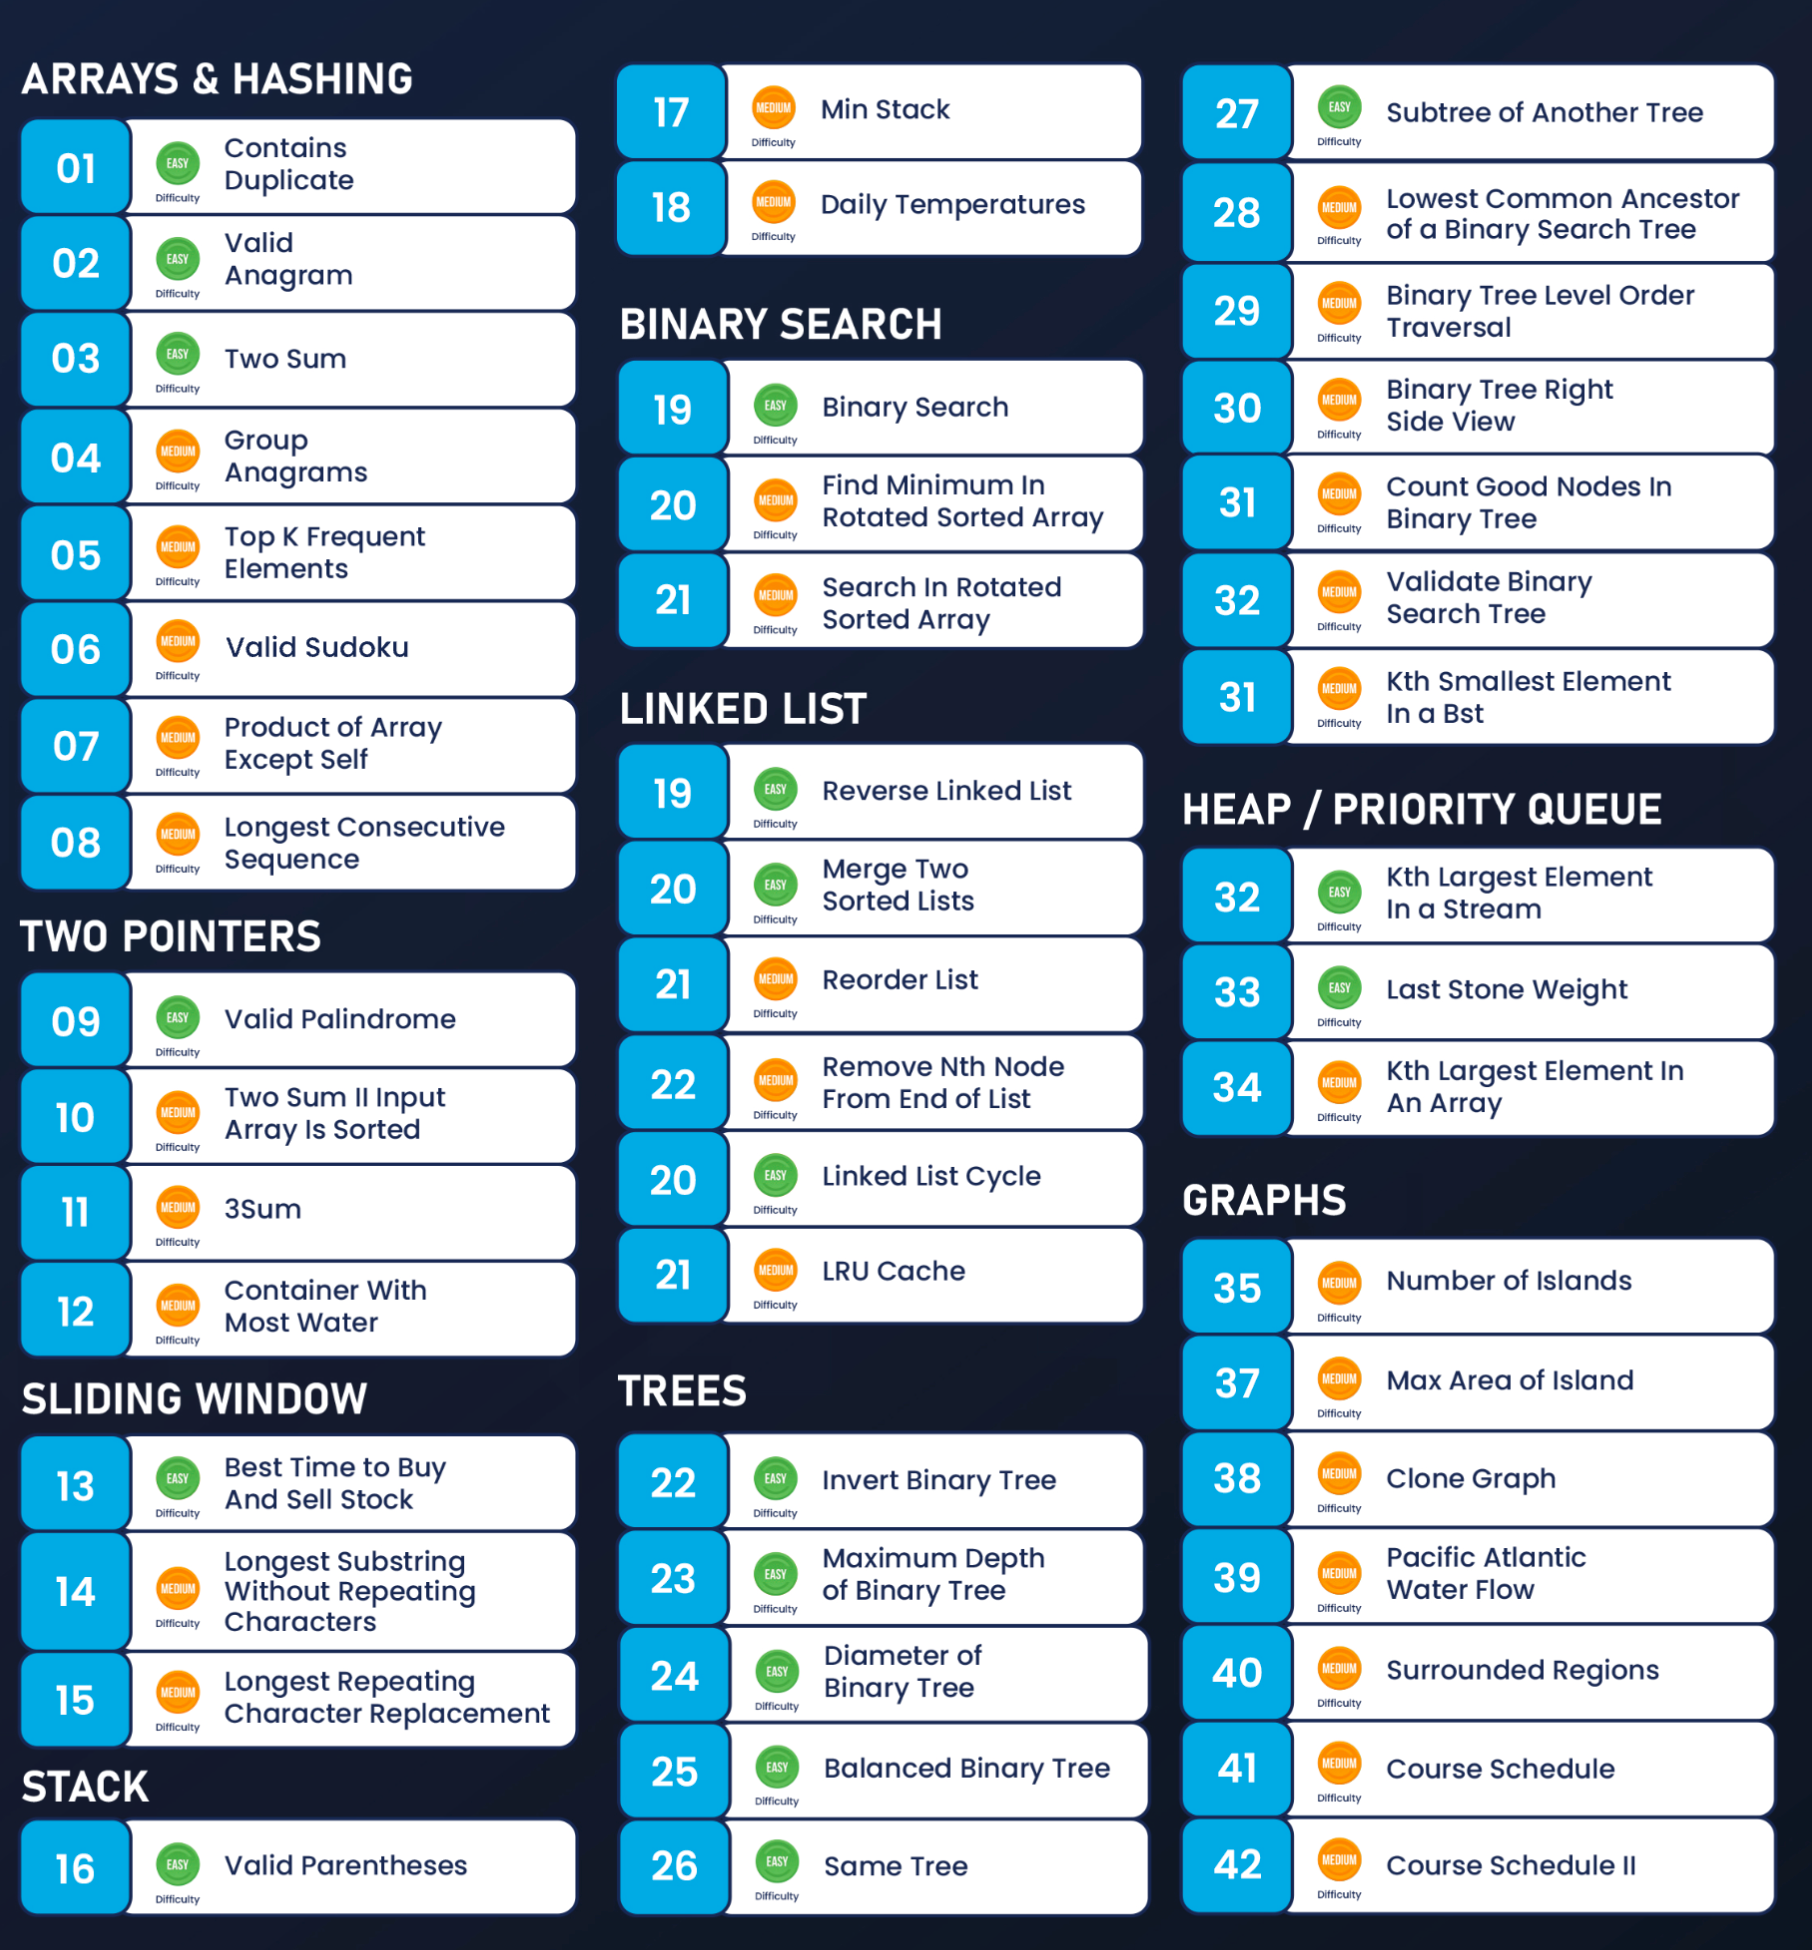 ARRAYS & HASHING
01
EASY
Difficulty
Contains
Duplicate
02
EASY
Difficulty
Valid
Anagram
03
EASY
Difficulty
Two Sum
04
MEDIUM
Difficulty
Group
Anagrams
05
MEDIUM
Difficulty
Top K Frequent
Elements
06
MEDIUM
Difficulty
Valid Sudoku
07
MEDIUM
Difficulty
Product of Array
Except Self
08
MEDIUM
Difficulty
Longest Consecutive
Sequence
TWO POINTERS
09
EASY
Difficulty
Valid Palindrome
10
MEDIUM
Difficulty
Two Sum II Input
Array Is Sorted
11
MEDIUM
Difficulty
3Sum
12
MEDIUM
Difficulty
Container With
Most Water
SLIDING WINDOW
13
EASY
Difficulty
Best Time to Buy
And Sell Stock
14
MEDIUM
Difficulty
Longest Substring
Without Repeating
Characters
15
MEDIUM
Difficulty
Longest Repeating
Character Replacement
STACK
16
EASY
Difficulty
Valid Parentheses
17
MEDIUM
Difficulty
Min Stack
18
MEDIUM
Difficulty
Daily Temperatures
BINARY SEARCH
19
EASY
Difficulty
Binary Search
20
MEDIUM
Difficulty
Find Minimum In
Rotated Sorted Array
21
MEDIUM
Difficulty
Search In Rotated
Sorted Array
LINKED LIST
19
EASY
Difficulty
Reverse Linked List
20
EASY
Difficulty
Merge Two
Sorted Lists
21
MEDIUM
Difficulty
Reorder List
22
MEDIUM
Difficulty
Remove Nth Node
From End of List
20
EASY
Difficulty
Linked List Cycle
21
MEDIUM
Difficulty
LRU Cache
TREES
22
EASY
Difficulty
Invert Binary Tree
23
EASY
Difficulty
Maximum Depth
of Binary Tree
24
EASY
Difficulty
Diameter of
Binary Tree
25
EASY
Difficulty
Balanced Binary Tree
26
EASY
Difficulty
Same Tree
27
EASY
Difficulty
Subtree of Another Tree
28
MEDIUM
Difficulty
Lowest Common Ancestor
of a Binary Search Tree
29
MEDIUM
Difficulty
Binary Tree Level Order
Traversal
30
MEDIUM
Difficulty
Binary Tree Right
Side View
31
MEDIUM
Difficulty
Count Good Nodes In
Binary Tree
32
MEDIUM
Difficulty
Validate Binary
Search Tree
31
MEDIUM
Difficulty
Kth Smallest Element
In a Bst
HEAP / PRIORITY QUEUE
32
EASY
Difficulty
Kth Largest Element
In a Stream
33
EASY
Difficulty
Last Stone Weight
34
MEDIUM
Difficulty
Kth Largest Element In
An Array
GRAPHS
35
MEDIUM
Difficulty
Number of Islands
37
MEDIUM
Difficulty
Max Area of Island
38
MEDIUM
Difficulty
Clone Graph
39
MEDIUM
Difficulty
Pacific Atlantic
Water Flow
40
MEDIUM
Difficulty
Surrounded Regions
41
MEDIUM
Difficulty
Course Schedule
42
MEDIUM
Difficulty
Course Schedule II